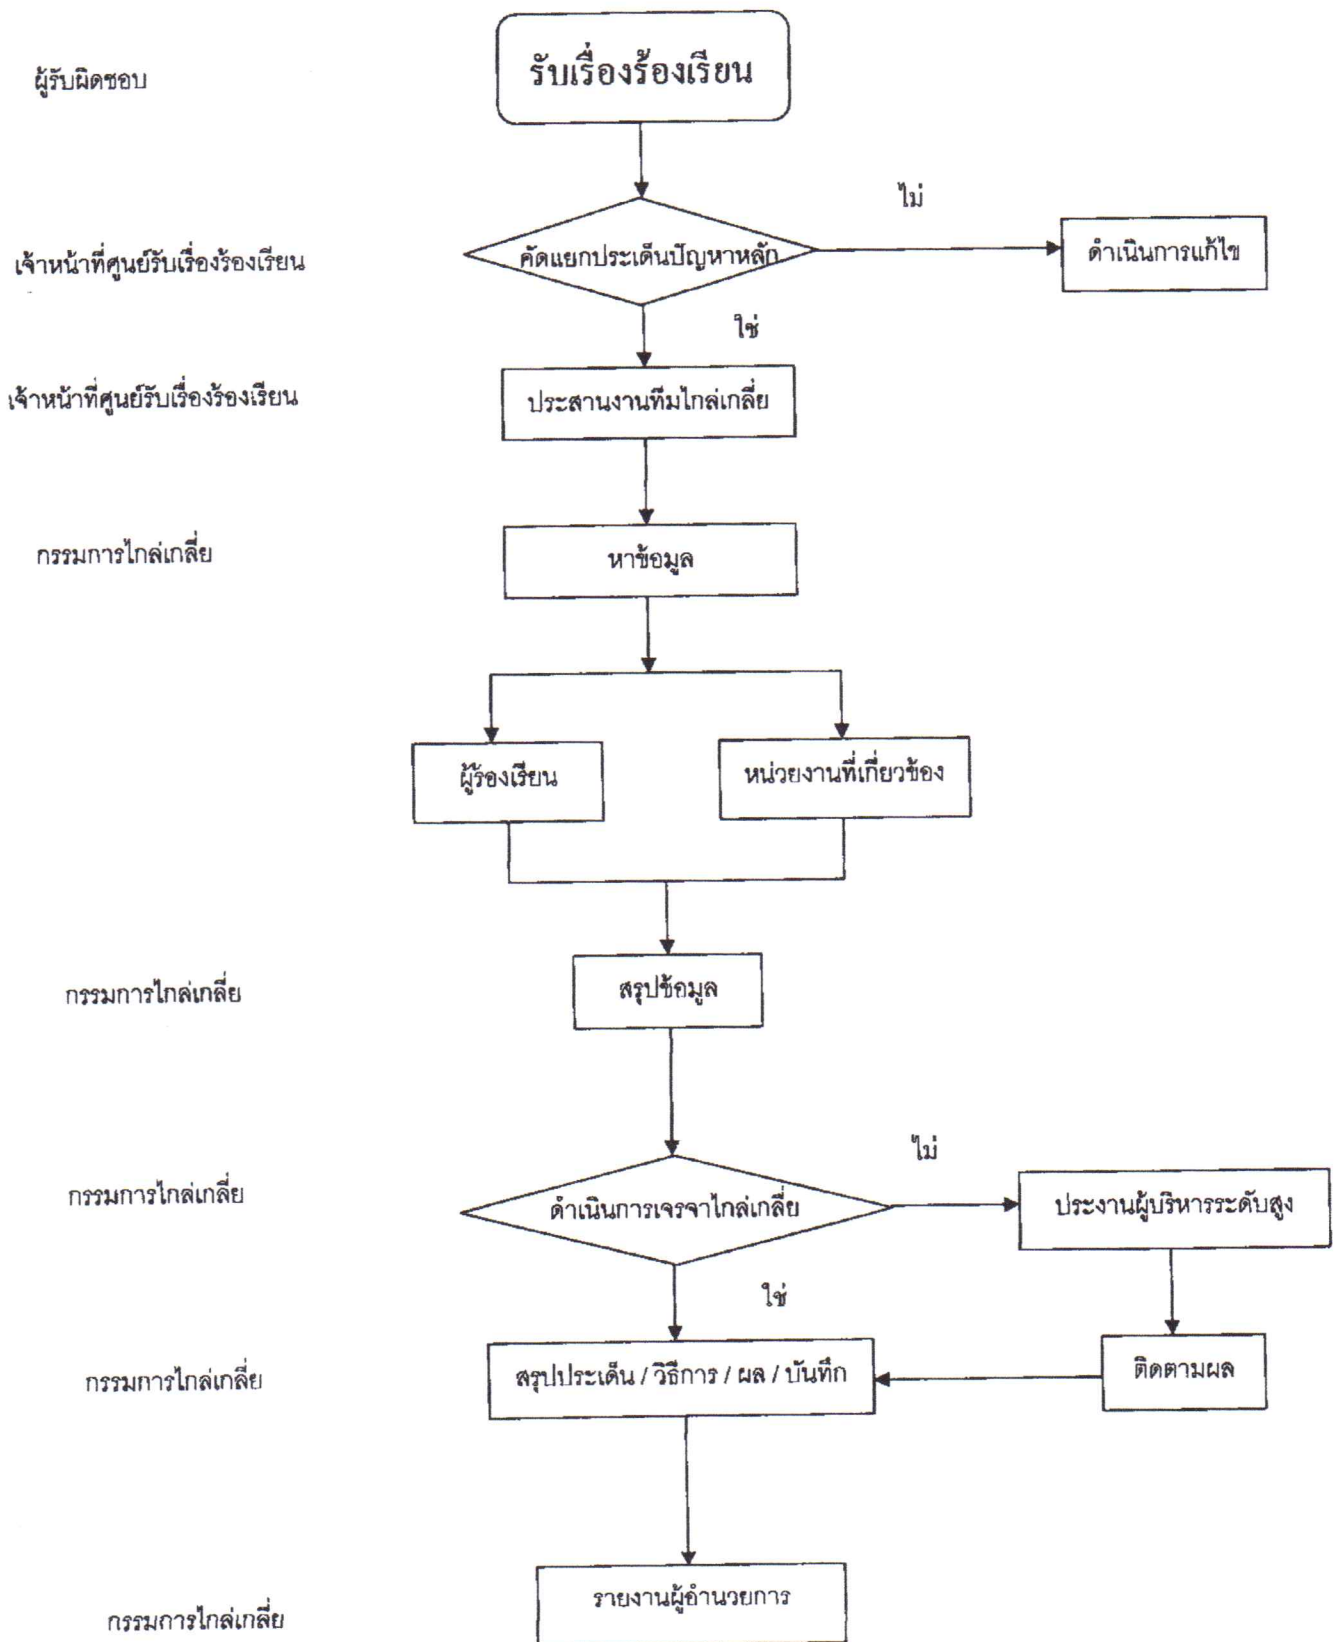 ผู้รับผิดชอบ
รับเรื่องร้องเรียน
ไม่
เจ้าหน้าที่ศูนย์รับเรื่องร้องเรียน
คัดแยกประเด็นปัญหาหลัก
ดำเนินการแก้ไข
ใช่
เจ้าหน้าที่ศูนย์รับเรื่องร้องเรียน
ประสานงานทีมไกล่เกลี่ย
กรรมการไกล่เกลี่ย
หาข้อมูล
ผู้ร้องเรียน
หน่วยงานที่เกี่ยวข้อง
กรรมการไกล่เกลี่ย
สรุปข้อมูล
ไม่
กรรมการไกล่เกลี่ย
ดำเนินการเจรจาไกล่เกลี่ย
ประงานผู้บริหารระดับสูง
ใช่
กรรมการไกล่เกลี่ย
สรุปประเด็น / วิธีการ / ผล / บันทึก
ติดตามผล
รายงานผู้อำนวยการ
กรรมการไกล่เกลี่ย